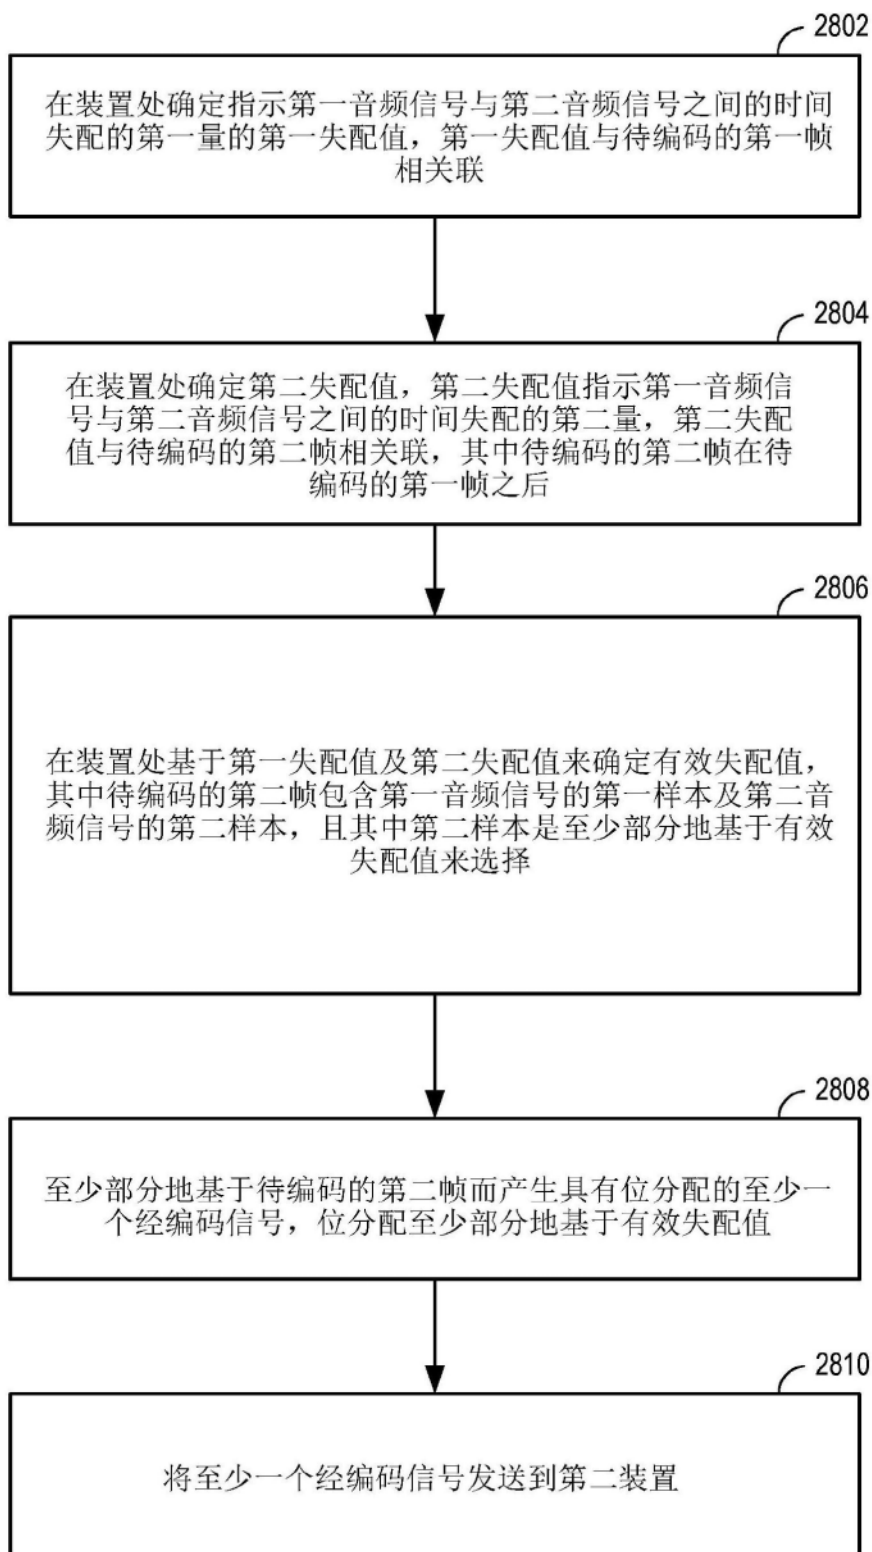 2802
在装置处确定指示第一音频信号与第二音频信号之间的时间
失配的第一量的第一失配值，第一失配值与待编码的第一帧
相关联
2804
在装置处确定第二失配值，第二失配值指示第一音频信
号与第二音频信号之间的时间失配的第二量，第二失配
值与待编码的第二帧相关联，其中待编码的第二帧在待
编码的第一帧之后
2806
在装置处基于第一失配值及第二失配值来确定有效失配值，
其中待编码的第二帧包含第一音频信号的第一样本及第二音
频信号的第二样本，且其中第二样本是至少部分地基于有效
失配值来选择
2808
至少部分地基于待编码的第二帧而产生具有位分配的至少一
个经编码信号，位分配至少部分地基于有效失配值
2810
将至少一个经编码信号发送到第二装置